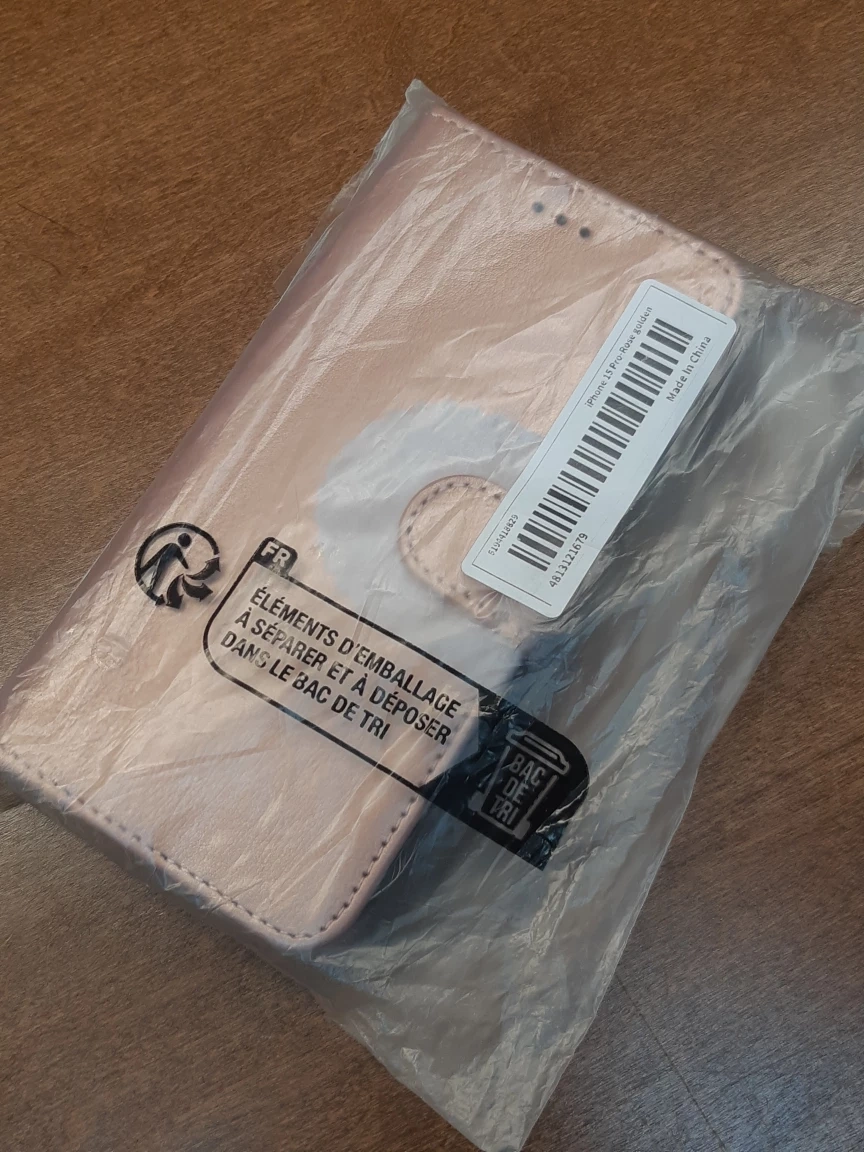 iPhone 15 Pro-Rose golden
Made In China
6194418829
4813121679
FR
ÉLÉMENTS D'EMBALLAGE
À SÉPARER ET À DÉPOSER
DANS LE BAC DE TRI
BAC
DE
TRI